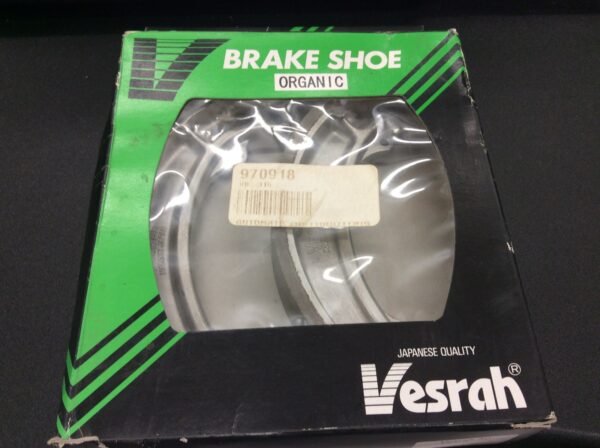 BRAKE SHOE
ORGANIC
970918
JAPANESE QUALITY
Vesrah®